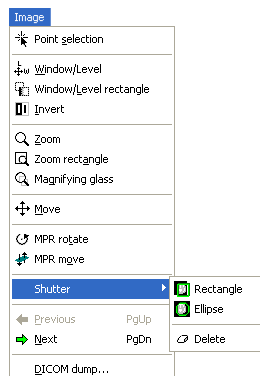 Image
Point selection
Window/Level
Window/Level rectangle
Invert
Zoom
Zoom rectangle
Magnifying glass
Move
MPR rotate
MPR move
Shutter
Rectangle
Ellipse
Previous PgUp
Next PgDn
Delete
DICOM dump...